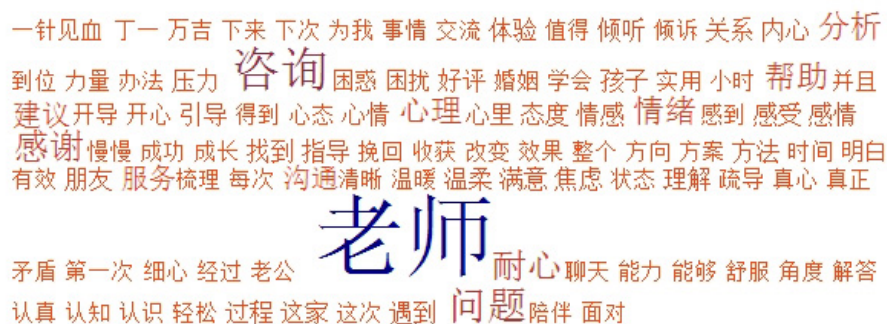 一针见血 丁一 万吉 下来 下次 为我 事情 交流 体验 值得 倾听 倾诉 关系 内心 分析
到位 力量 办法 压力 咨询 困惑 困扰 好评 婚姻 学会 孩子 实用 小时 帮助 并且
建议 开导 开心 引导 得到 心态 心情 心理 心里 态度 情感 情绪 感到 感受 感情
感谢 慢慢 成功 成长 找到 指导 挽回 收获 改变 效果 整个 方向 方案 方法 时间 明白
有效 朋友 服务 梳理 每次 沟通 清晰 温暖 温柔 满意 焦虑 状态 理解 疏导 真心 真正
矛盾 第一次 细心 经过 老公 老师 耐心 聊天 能力 能够 舒服 角度 解答
认真 认知 认识 轻松 过程 这家 这次 遇到 问题 陪伴 面对